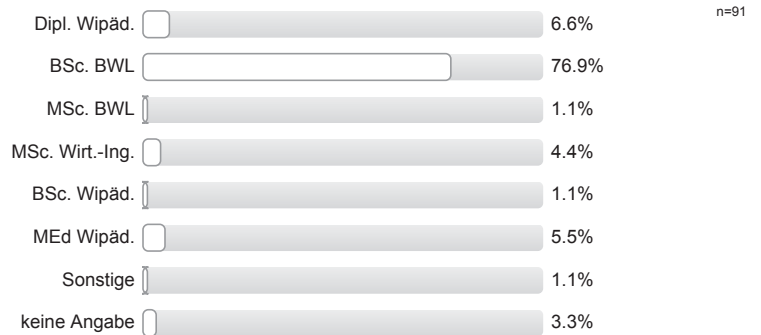 n=91
Dipl. Wipäd. 6.6%
BSc. BWL 76.9%
MSc. BWL 1.1%
MSc. Wirt.-Ing. 4.4%
BSc. Wipäd. 1.1%
MEd Wipäd. 5.5%
Sonstige 1.1%
keine Angabe 3.3%